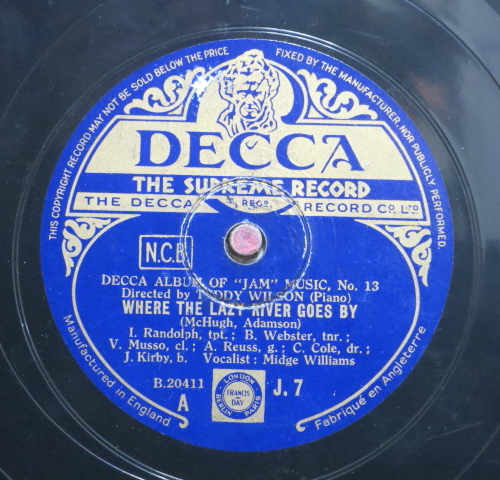 THIS COPYRIGHT RECORD MAY NOT BE SOLD BELOW THE PRICE FIXED BY THE MANUFACTURER, NOR PUBLICLY PERFORMED.
DECCA
THE SUPREME RECORD
THE DECCA REGD. RECORD CO. LTD.
N.C.B
DECCA ALBUM OF "JAM" MUSIC, No. 13
Directed by TEDDY WILSON (Piano)
WHERE THE LAZY RIVER GOES BY
(McHugh, Adamson)
I. Randolph, tpt.; B. Webster, tnr.;
V. Musso, cl.; A. Reuss, g.; C. Cole, dr.;
J. Kirby, b. Vocalist: Midge Williams
B.20411
A
LONDON
FRANCIS
DAY
BERLIN PARIS
J. 7
Manufactured in England
Fabriqué en Angleterre